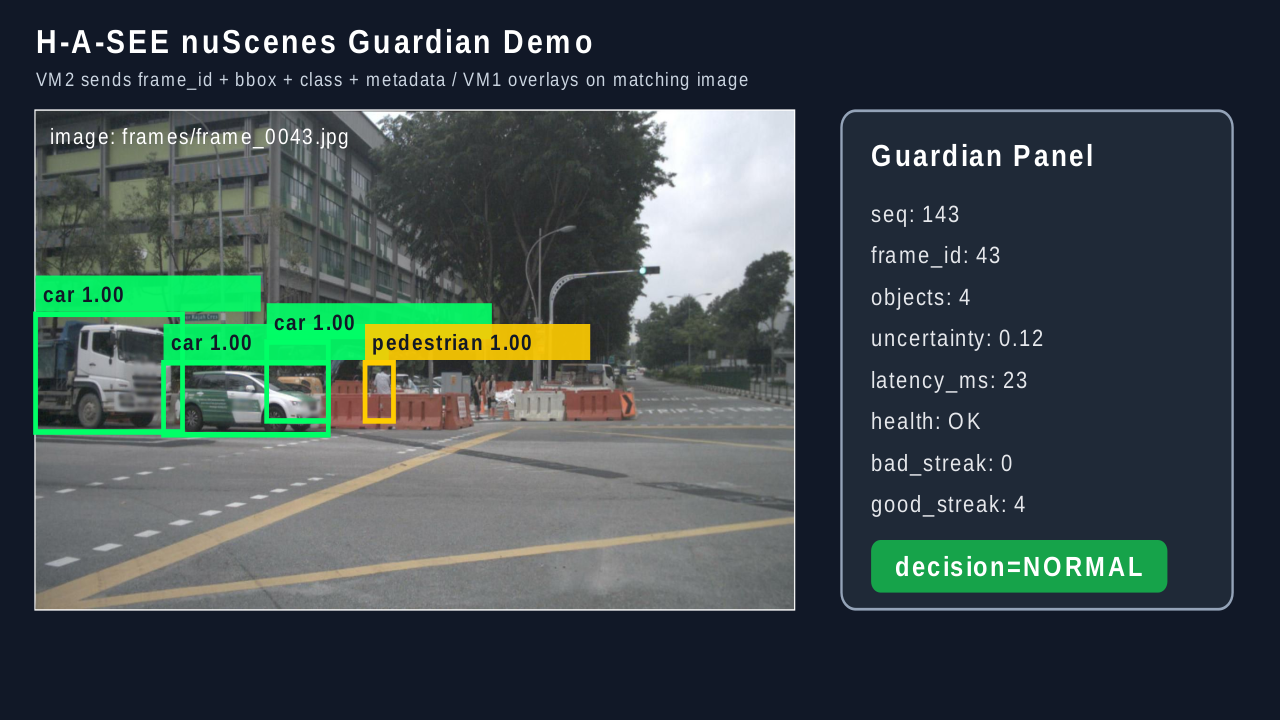 H-A-SEE nuScenes Guardian Demo
VM2 sends frame_id + bbox + class + metadata / VM1 overlays on matching image
image: frames/frame_0043.jpg
car 1.00
car 1.00
car 1.00
pedestrian 1.00
Guardian Panel
seq: 143
frame_id: 43
objects: 4
uncertainty: 0.12
latency_ms: 23
health: OK
bad_streak: 0
good_streak: 4
decision=NORMAL